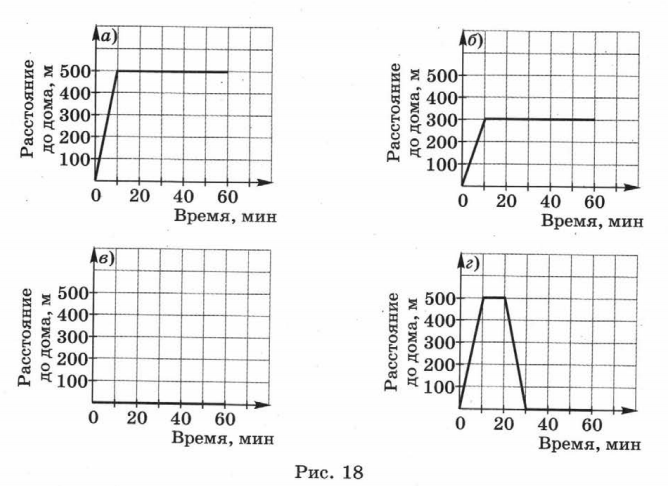 а)
Расстояние
до дома, м
500
400
300
200
100
0 20 40 60
Время, мин
б)
Расстояние
до дома, м
500
400
300
200
100
0 20 40 60
Время, мин
в)
Расстояние
до дома, м
500
400
300
200
100
0 20 40 60
Время, мин
г)
Расстояние
до дома, м
500
400
300
200
100
0 20 40 60
Время, мин
Рис. 18